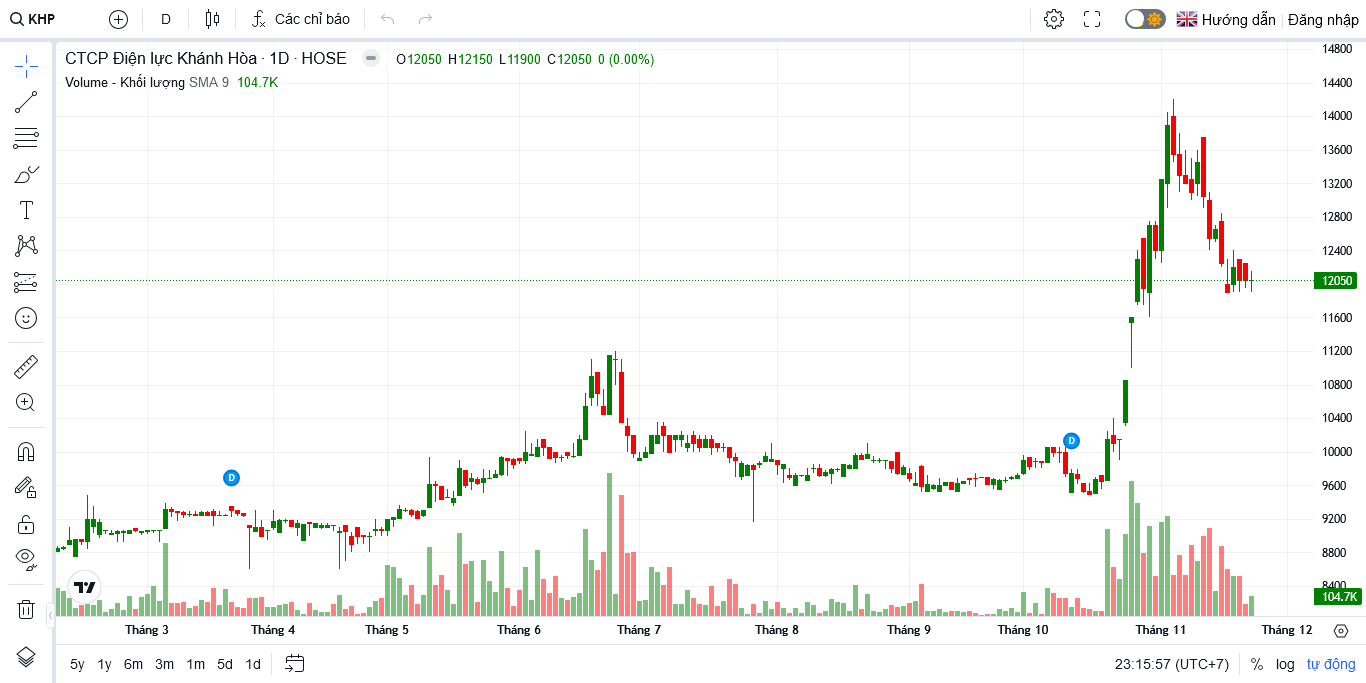 KHP D Các chỉ báo Hướng dẫn Đăng nhập
CTCP Điện lực Khánh Hòa · 1D · HOSE O12050 H12150 L11900 C12050 0 (0.00%)
Volume - Khối lượng SMA 9 104.7K
14800
14400
14000
13600
13200
12800
12400
12050
11600
11200
10800
10400
10000
9600
9200
8800
8400
104.7K
D
D
Tháng 3 Tháng 4 Tháng 5 Tháng 6 Tháng 7 Tháng 8 Tháng 9 Tháng 10 Tháng 11 Tháng 12
5y 1y 6m 3m 1m 5d 1d 23:15:57 (UTC+7) % log tự động